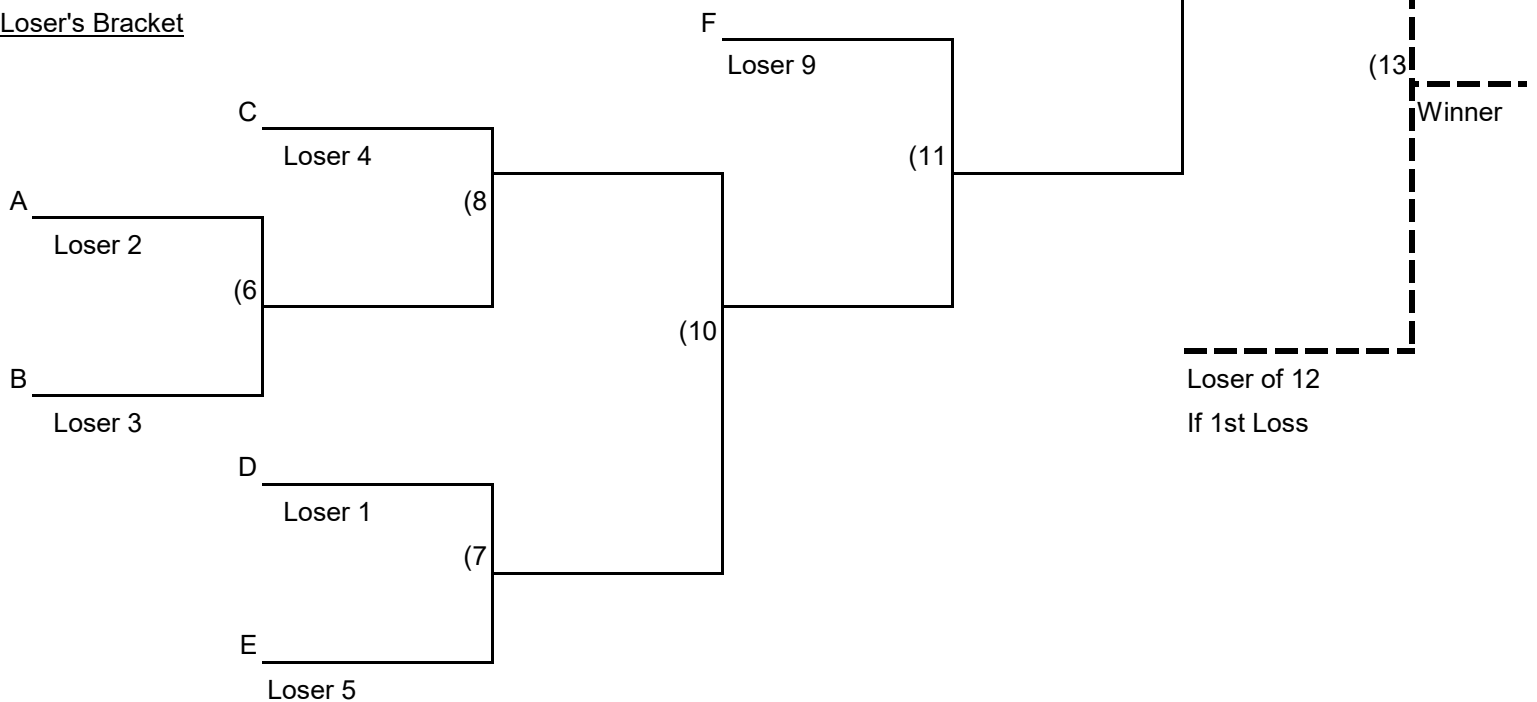 Loser's Bracket
F
Loser 9
(13
Winner
C
Loser 4
(11
A
(8
Loser 2
(6
(10
B
Loser of 12
Loser 3
If 1st Loss
D
Loser 1
(7
E
Loser 5